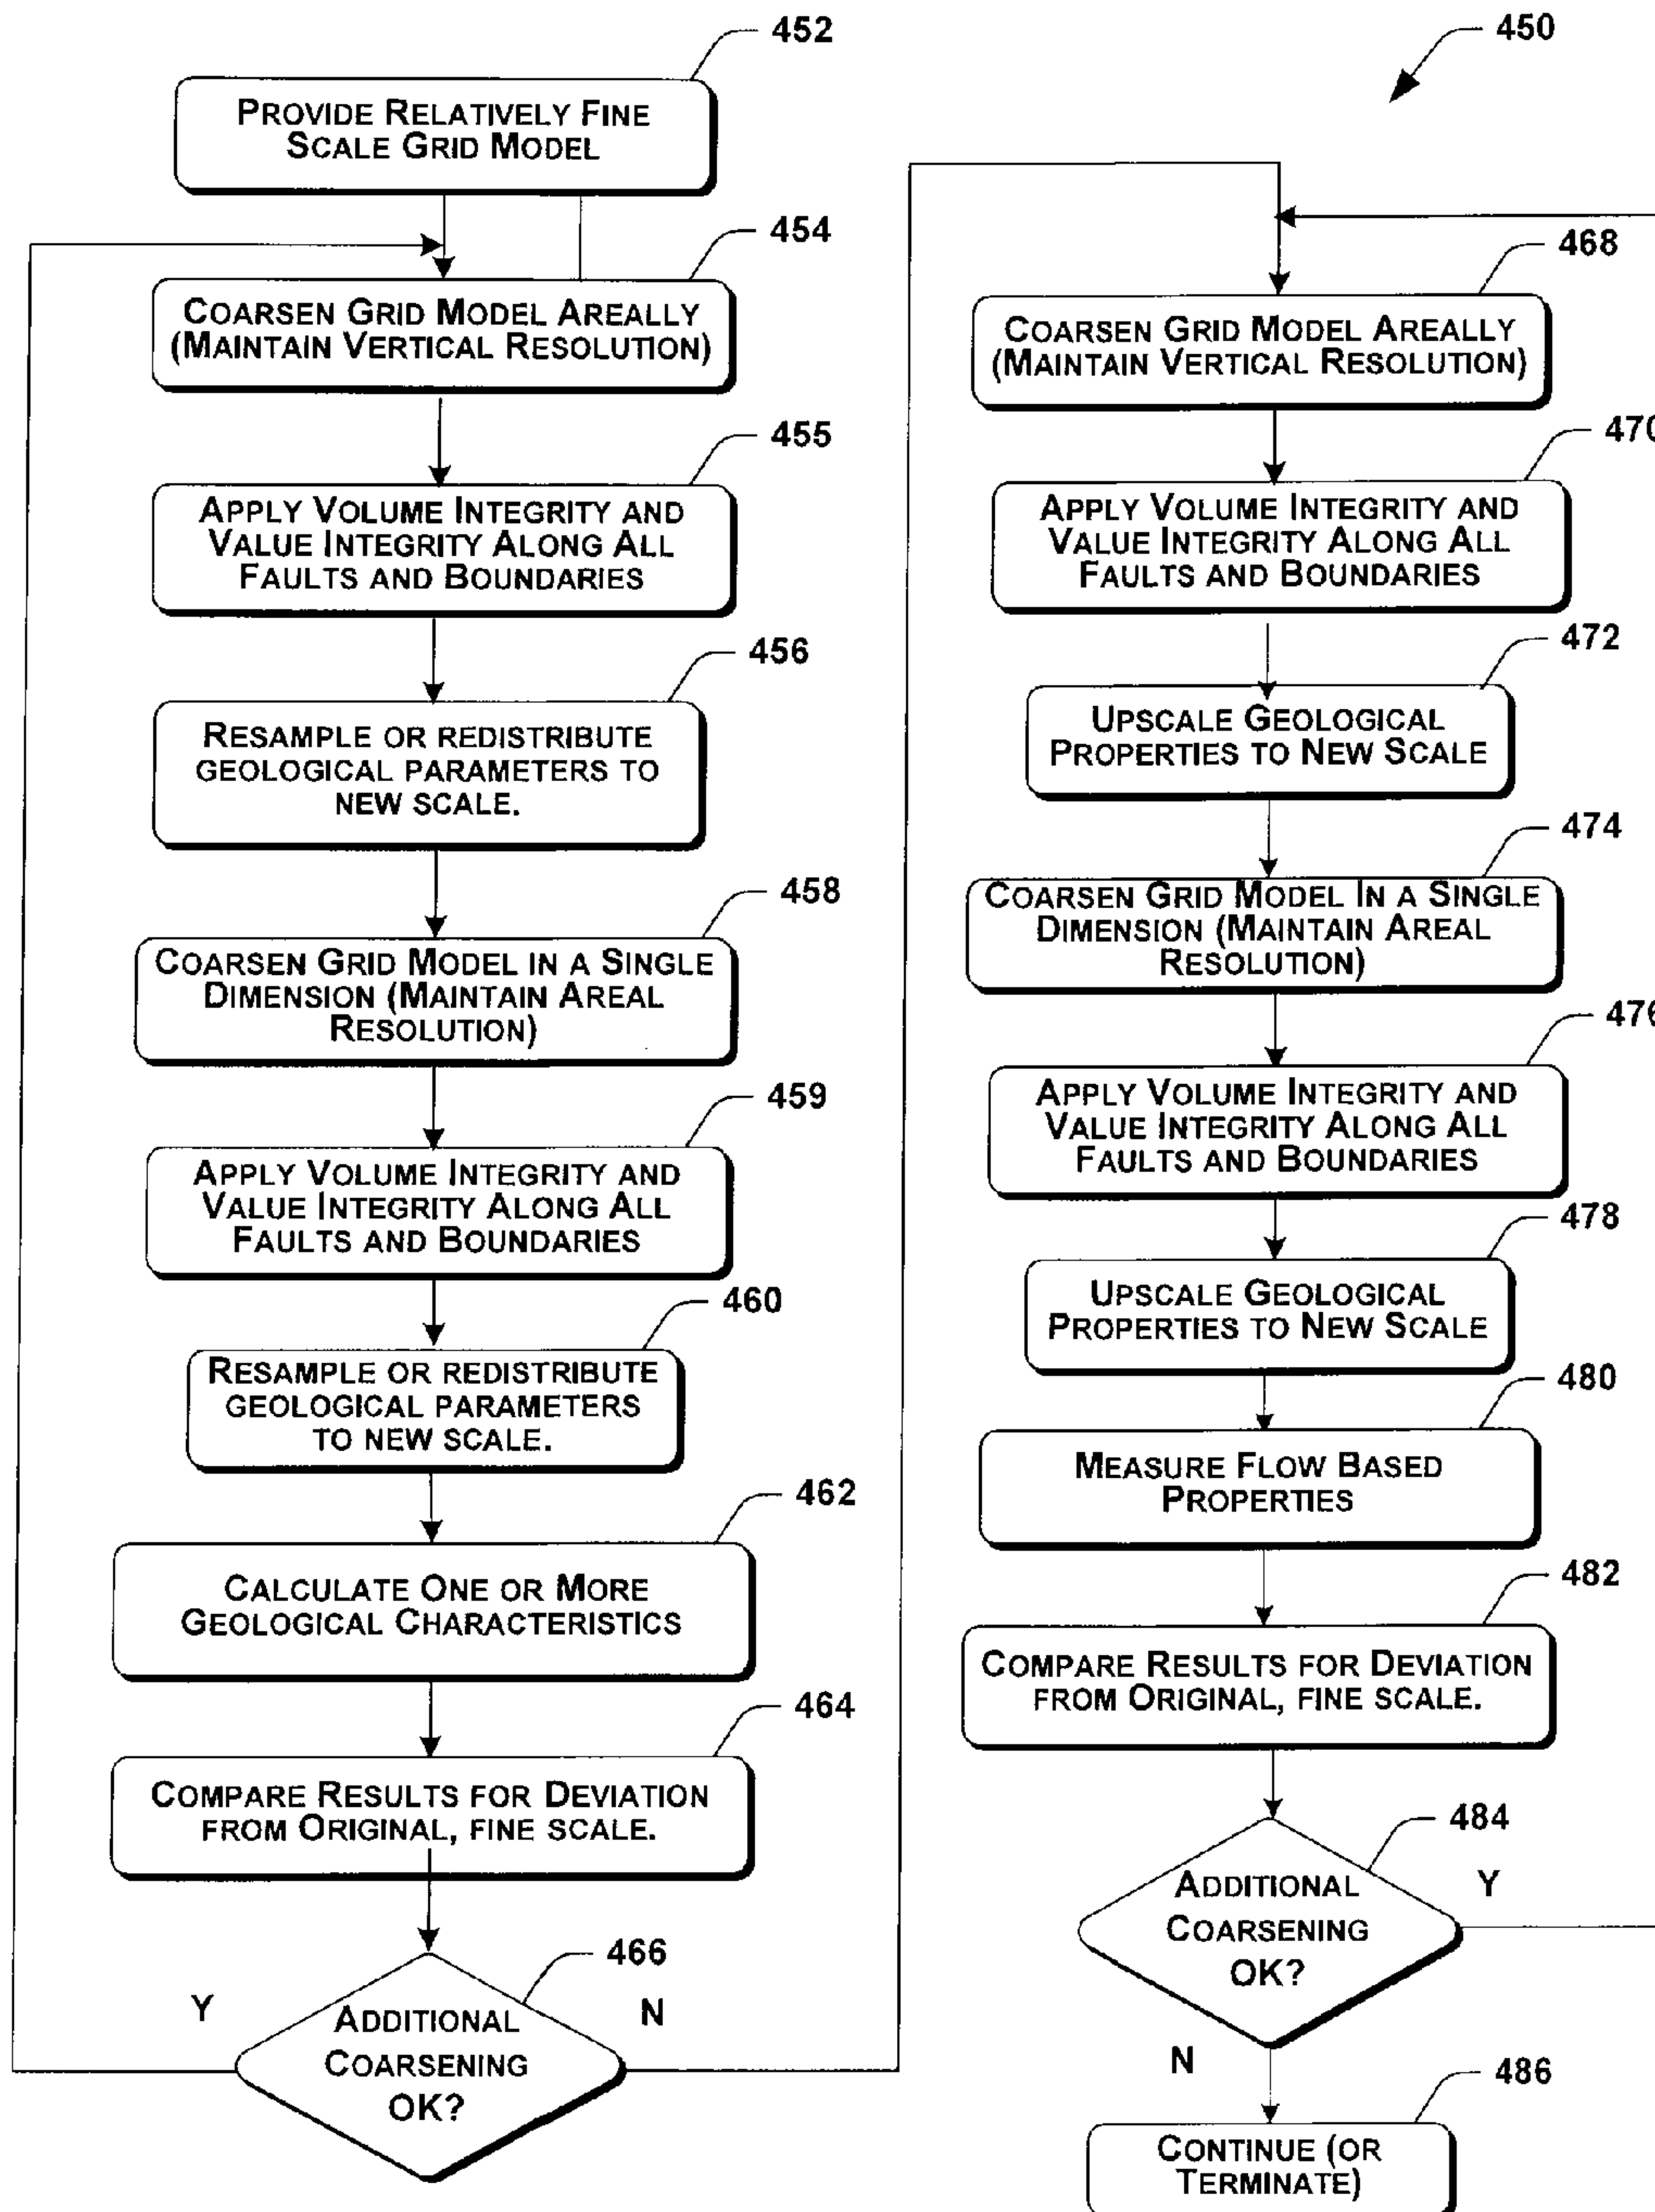 452
PROVIDE RELATIVELY FINE
SCALE GRID MODEL
454
COARSEN GRID MODEL AREALLY
(MAINTAIN VERTICAL RESOLUTION)
455
APPLY VOLUME INTEGRITY AND
VALUE INTEGRITY ALONG ALL
FAULTS AND BOUNDARIES
456
RESAMPLE OR REDISTRIBUTE
GEOLOGICAL PARAMETERS TO
NEW SCALE.
458
COARSEN GRID MODEL IN A SINGLE
DIMENSION (MAINTAIN AREAL
RESOLUTION)
459
APPLY VOLUME INTEGRITY AND
VALUE INTEGRITY ALONG ALL
FAULTS AND BOUNDARIES
460
RESAMPLE OR REDISTRIBUTE
GEOLOGICAL PARAMETERS
TO NEW SCALE.
462
CALCULATE ONE OR MORE
GEOLOGICAL CHARACTERISTICS
464
COMPARE RESULTS FOR DEVIATION
FROM ORIGINAL, FINE SCALE.
466
Y
ADDITIONAL
COARSENING
OK?
N
450
468
COARSEN GRID MODEL AREALLY
(MAINTAIN VERTICAL RESOLUTION)
470
APPLY VOLUME INTEGRITY AND
VALUE INTEGRITY ALONG ALL
FAULTS AND BOUNDARIES
472
UPSCALE GEOLOGICAL
PROPERTIES TO NEW SCALE
474
COARSEN GRID MODEL IN A SINGLE
DIMENSION (MAINTAIN AREAL
RESOLUTION)
476
APPLY VOLUME INTEGRITY AND
VALUE INTEGRITY ALONG ALL
FAULTS AND BOUNDARIES
478
UPSCALE GEOLOGICAL
PROPERTIES TO NEW SCALE
480
MEASURE FLOW BASED
PROPERTIES
482
COMPARE RESULTS FOR DEVIATION
FROM ORIGINAL, FINE SCALE.
484
ADDITIONAL
COARSENING
OK?
Y
N
486
CONTINUE (OR
TERMINATE)